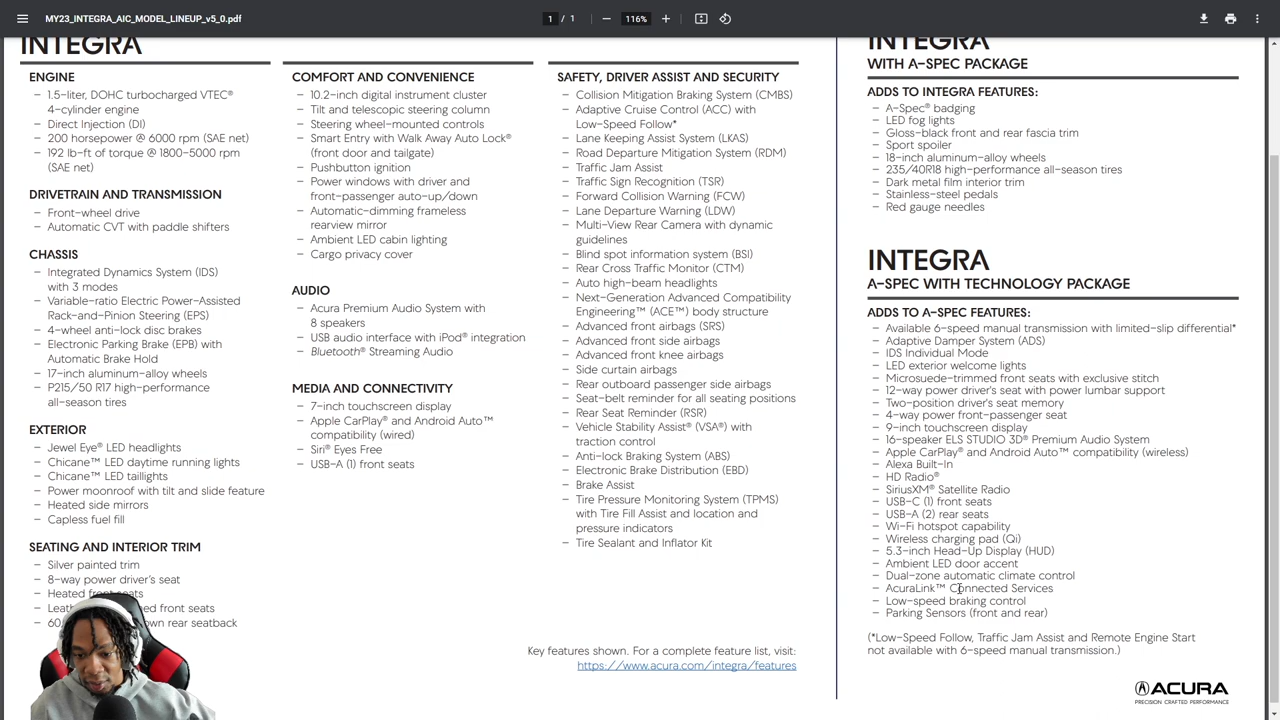 MY23_INTEGRA_AIC_MODEL_LINEUP_v5_0.pdf
1 / 1
116%
INTEGRA
ENGINE
– 1.5-liter, DOHC turbocharged VTEC®
4-cylinder engine
– Direct Injection (DI)
– 200 horsepower @ 6000 rpm (SAE net)
– 192 lb-ft of torque @ 1800-5000 rpm
(SAE net)
DRIVETRAIN AND TRANSMISSION
– Front-wheel drive
– Automatic CVT with paddle shifters
CHASSIS
– Integrated Dynamics System (IDS)
with 3 modes
– Variable-ratio Electric Power-Assisted
Rack-and-Pinion Steering (EPS)
– 4-wheel anti-lock disc brakes
– Electronic Parking Brake (EPB) with
Automatic Brake Hold
– 17-inch aluminum-alloy wheels
– P215/50 R17 high-performance
all-season tires
EXTERIOR
– Jewel Eye® LED headlights
– Chicane™ LED daytime running lights
– Chicane™ LED taillights
– Power moonroof with tilt and slide feature
– Heated side mirrors
– Capless fuel fill
SEATING AND INTERIOR TRIM
– Silver painted trim
– 8-way power driver's seat
– Heated front seats
– front seats
– rear seatback
COMFORT AND CONVENIENCE
– 10.2-inch digital instrument cluster
– Tilt and telescopic steering column
– Steering wheel-mounted controls
– Smart Entry with Walk Away Auto Lock®
(front door and tailgate)
– Pushbutton ignition
– Power windows with driver and
front-passenger auto-up/down
– Automatic-dimming frameless
rearview mirror
– Ambient LED cabin lighting
– Cargo privacy cover
AUDIO
– Acura Premium Audio System with
8 speakers
– USB audio interface with iPod® integration
– Bluetooth® Streaming Audio
MEDIA AND CONNECTIVITY
– 7-inch touchscreen display
– Apple CarPlay® and Android Auto™
compatibility (wired)
– Siri® Eyes Free
– USB-A (1) front seats
SAFETY, DRIVER ASSIST AND SECURITY
– Collision Mitigation Braking System (CMBS)
– Adaptive Cruise Control (ACC) with
Low-Speed Follow*
– Lane Keeping Assist System (LKAS)
– Road Departure Mitigation System (RDM)
– Traffic Jam Assist
– Traffic Sign Recognition (TSR)
– Forward Collision Warning (FCW)
– Lane Departure Warning (LDW)
– Multi-View Rear Camera with dynamic
guidelines
– Blind spot information system (BSI)
– Rear Cross Traffic Monitor (CTM)
– Auto high-beam headlights
– Next-Generation Advanced Compatibility
Engineering™ (ACE™) body structure
– Advanced front airbags (SRS)
– Advanced front side airbags
– Advanced front knee airbags
– Side curtain airbags
– Rear outboard passenger side airbags
– Seat-belt reminder for all seating positions
– Rear Seat Reminder (RSR)
– Vehicle Stability Assist® (VSA®) with
traction control
– Anti-lock Braking System (ABS)
– Electronic Brake Distribution (EBD)
– Brake Assist
– Tire Pressure Monitoring System (TPMS)
with Tire Fill Assist and location and
pressure indicators
– Tire Sealant and Inflator Kit
Key features shown. For a complete feature list, visit:
https://www.acura.com/integra/features
INTEGRA
WITH A-SPEC PACKAGE
ADDS TO INTEGRA FEATURES:
– A-Spec® badging
– LED fog lights
– Gloss-black front and rear fascia trim
– Sport spoiler
– 18-inch aluminum-alloy wheels
– 235/40R18 high-performance all-season tires
– Dark metal film interior trim
– Stainless-steel pedals
– Red gauge needles
INTEGRA
A-SPEC WITH TECHNOLOGY PACKAGE
ADDS TO A-SPEC FEATURES:
– Available 6-speed manual transmission with limited-slip differential*
– Adaptive Damper System (ADS)
– IDS Individual Mode
– LED exterior welcome lights
– Microsuede-trimmed front seats with exclusive stitch
– 12-way power driver's seat with power lumbar support
– Two-position driver's seat memory
– 4-way power front-passenger seat
– 9-inch touchscreen display
– 16-speaker ELS STUDIO 3D® Premium Audio System
– Apple CarPlay® and Android Auto™ compatibility (wireless)
– Alexa Built-In
– HD Radio®
– SiriusXM® Satellite Radio
– USB-C (1) front seats
– USB-A (2) rear seats
– Wi-Fi hotspot capability
– Wireless charging pad (Qi)
– 5.3-inch Head-Up Display (HUD)
– Ambient LED door accent
– Dual-zone automatic climate control
– AcuraLink™ Connected Services
– Low-speed braking control
– Parking Sensors (front and rear)
(*Low-Speed Follow, Traffic Jam Assist and Remote Engine Start
not available with 6-speed manual transmission.)
ACURA
PRECISION CRAFTED PERFORMANCE